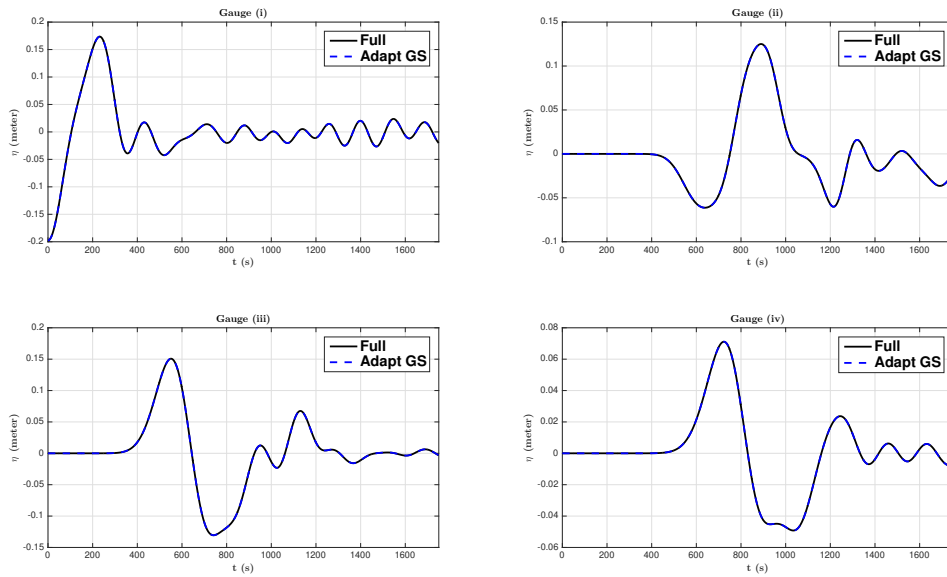 Gauge (i)
0.2
0.15
0.1
0.05
0
-0.05
-0.1
-0.15
-0.2
η (meter)
0 200 400 600 800 1000 1200 1400 1600
t (s)
Full
Adapt GS
Gauge (ii)
0.15
0.1
0.05
0
-0.05
-0.1
η (meter)
0 200 400 600 800 1000 1200 1400 1600
t (s)
Full
Adapt GS
Gauge (iii)
0.2
0.15
0.1
0.05
0
-0.05
-0.1
-0.15
η (meter)
0 200 400 600 800 1000 1200 1400 1600
t (s)
Full
Adapt GS
Gauge (iv)
0.08
0.06
0.04
0.02
0
-0.02
-0.04
-0.06
η (meter)
0 200 400 600 800 1000 1200 1400 1600
t (s)
Full
Adapt GS